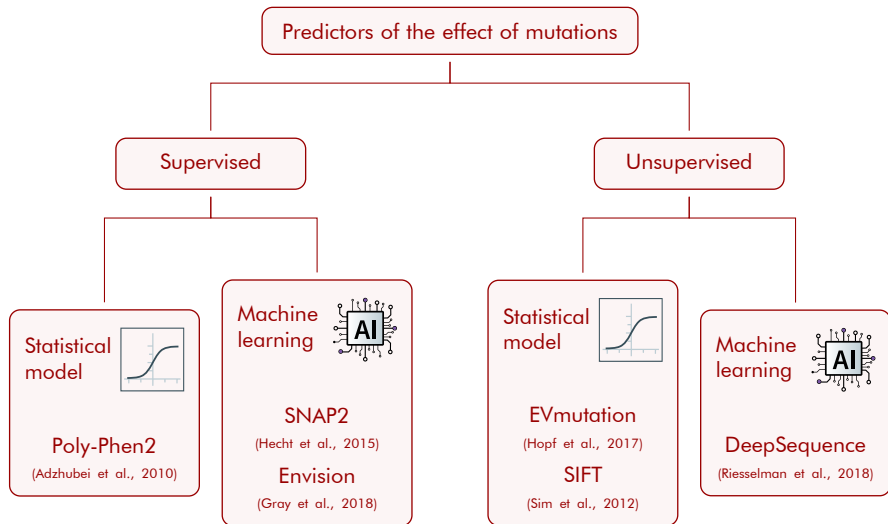 Predictors of the effect of mutations
Supervised
Unsupervised
Statistical
model
Poly-Phen2
(Adzhubei et al., 2010)
Machine
learning
AI
SNAP2
(Hecht et al., 2015)
Envision
(Gray et al., 2018)
Statistical
model
EVmutation
(Hopf et al., 2017)
SIFT
(Sim et al., 2012)
Machine
learning
AI
DeepSequence
(Riesselman et al., 2018)